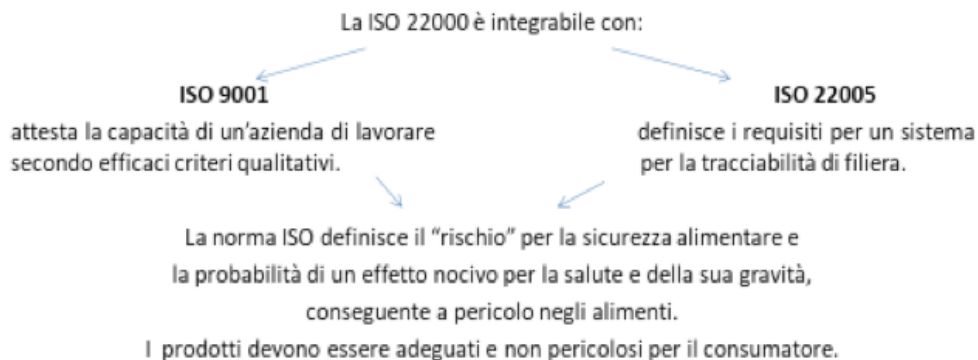 La ISO 22000 è integrabile con:
ISO 9001
attesta la capacità di un'azienda di lavorare
secondo efficaci criteri qualitativi.
ISO 22005
definisce i requisiti per un sistema
per la tracciabilità di filiera.
La norma ISO definisce il “rischio” per la sicurezza alimentare e
la probabilità di un effetto nocivo per la salute e della sua gravità,
conseguente a pericolo negli alimenti.
I prodotti devono essere adeguati e non pericolosi per il consumatore.